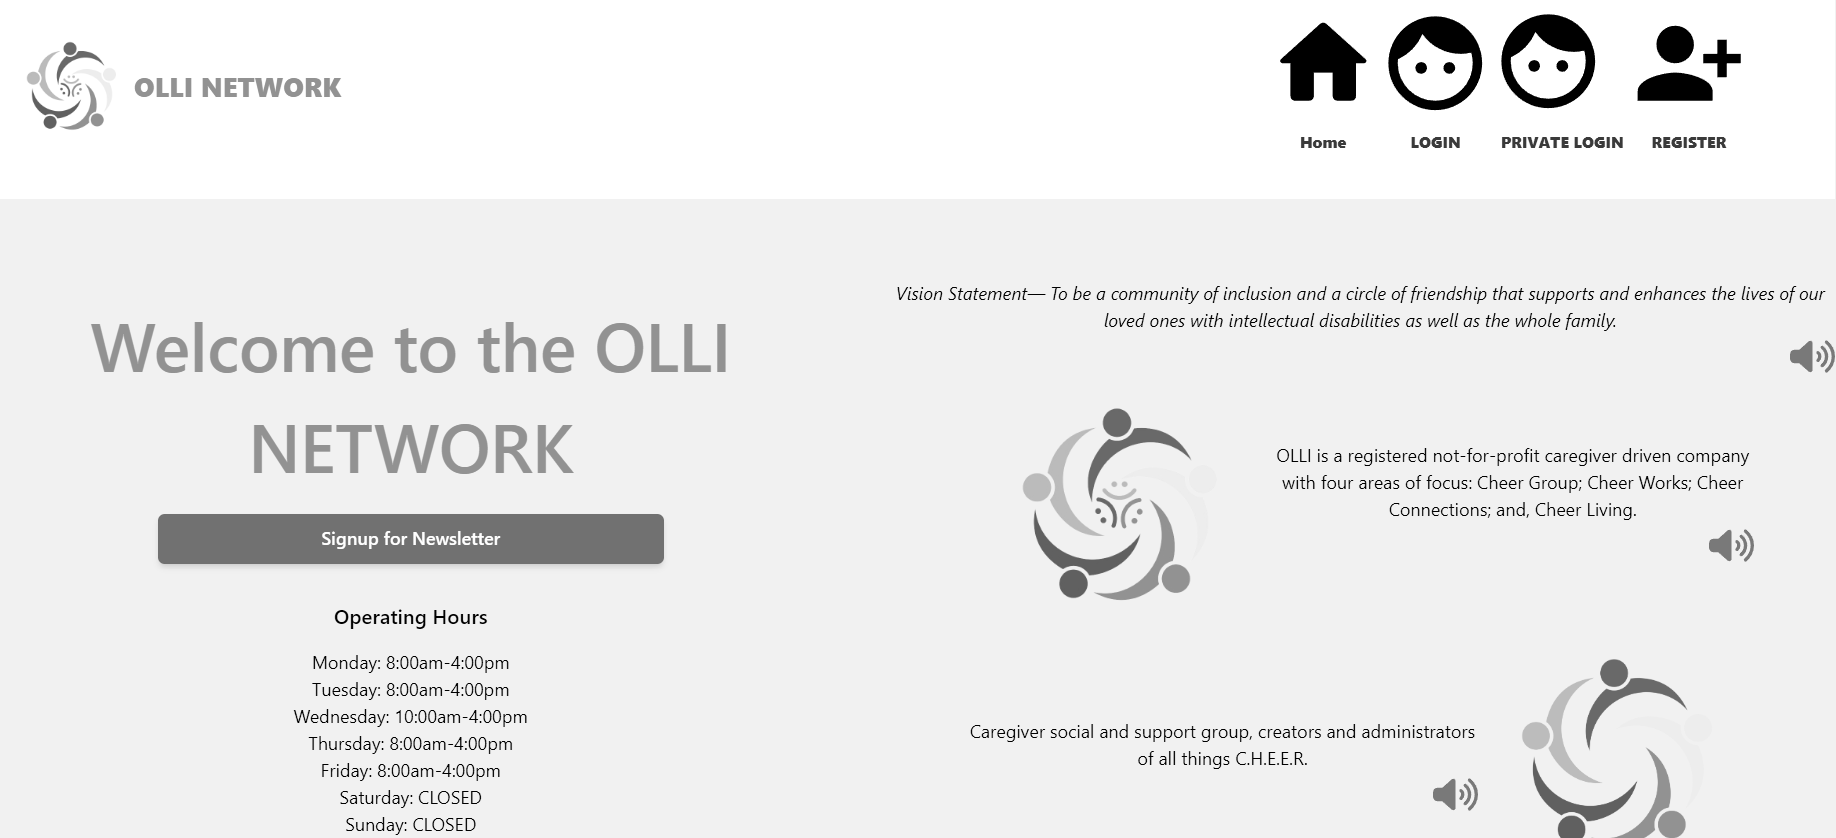 OLLI NETWORK
Home
LOGIN
PRIVATE LOGIN
REGISTER
Welcome to the OLLI
NETWORK
Signup for Newsletter
Operating Hours
Monday: 8:00am-4:00pm
Tuesday: 8:00am-4:00pm
Wednesday: 10:00am-4:00pm
Thursday: 8:00am-4:00pm
Friday: 8:00am-4:00pm
Saturday: CLOSED
Sunday: CLOSED
Vision Statement— To be a community of inclusion and a circle of friendship that supports and enhances the lives of our
loved ones with intellectual disabilities as well as the whole family.
OLLI is a registered not-for-profit caregiver driven company
with four areas of focus: Cheer Group; Cheer Works; Cheer
Connections; and, Cheer Living.
Caregiver social and support group, creators and administrators
of all things C.H.E.E.R.